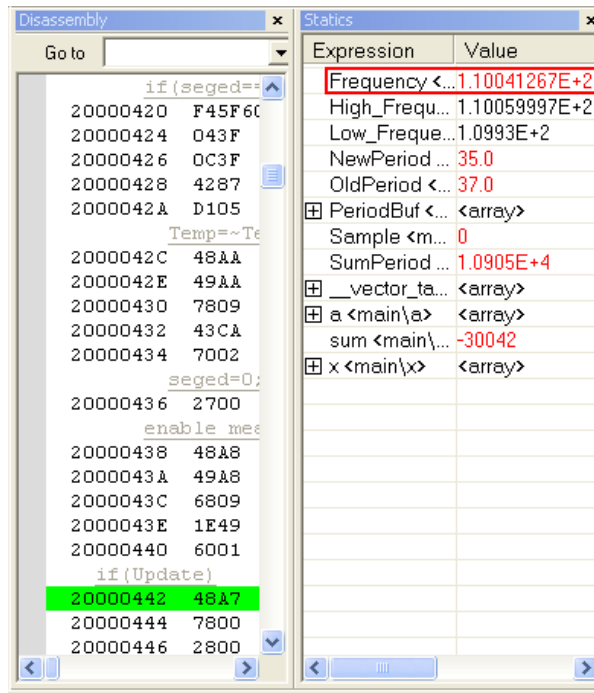 Disassembly
Go to
if(seged==
20000420 F45F60
20000424 043F
20000426 0C3F
20000428 4287
2000042A D105
Temp=~Te
2000042C 48AA
2000042E 49AA
20000430 7809
20000432 43CA
20000434 7002
seged=0;
20000436 2700
enable mea
20000438 48A8
2000043A 49A8
2000043C 6809
2000043E 1E49
20000440 6001
if(Update)
20000442 48A7
20000444 7800
20000446 2800
Statics
Expression Value
Frequency <... 1.10041267E+2
High_Frequ... 1.10059997E+2
Low_Freque... 1.0993E+2
NewPeriod ... 35.0
OldPeriod <... 37.0
PeriodBuf <... <array>
Sample <m... 0
SumPeriod ... 1.0905E+4
__vector_ta... <array>
a <main\a> <array>
sum <main\... -30042
x <main\x> <array>